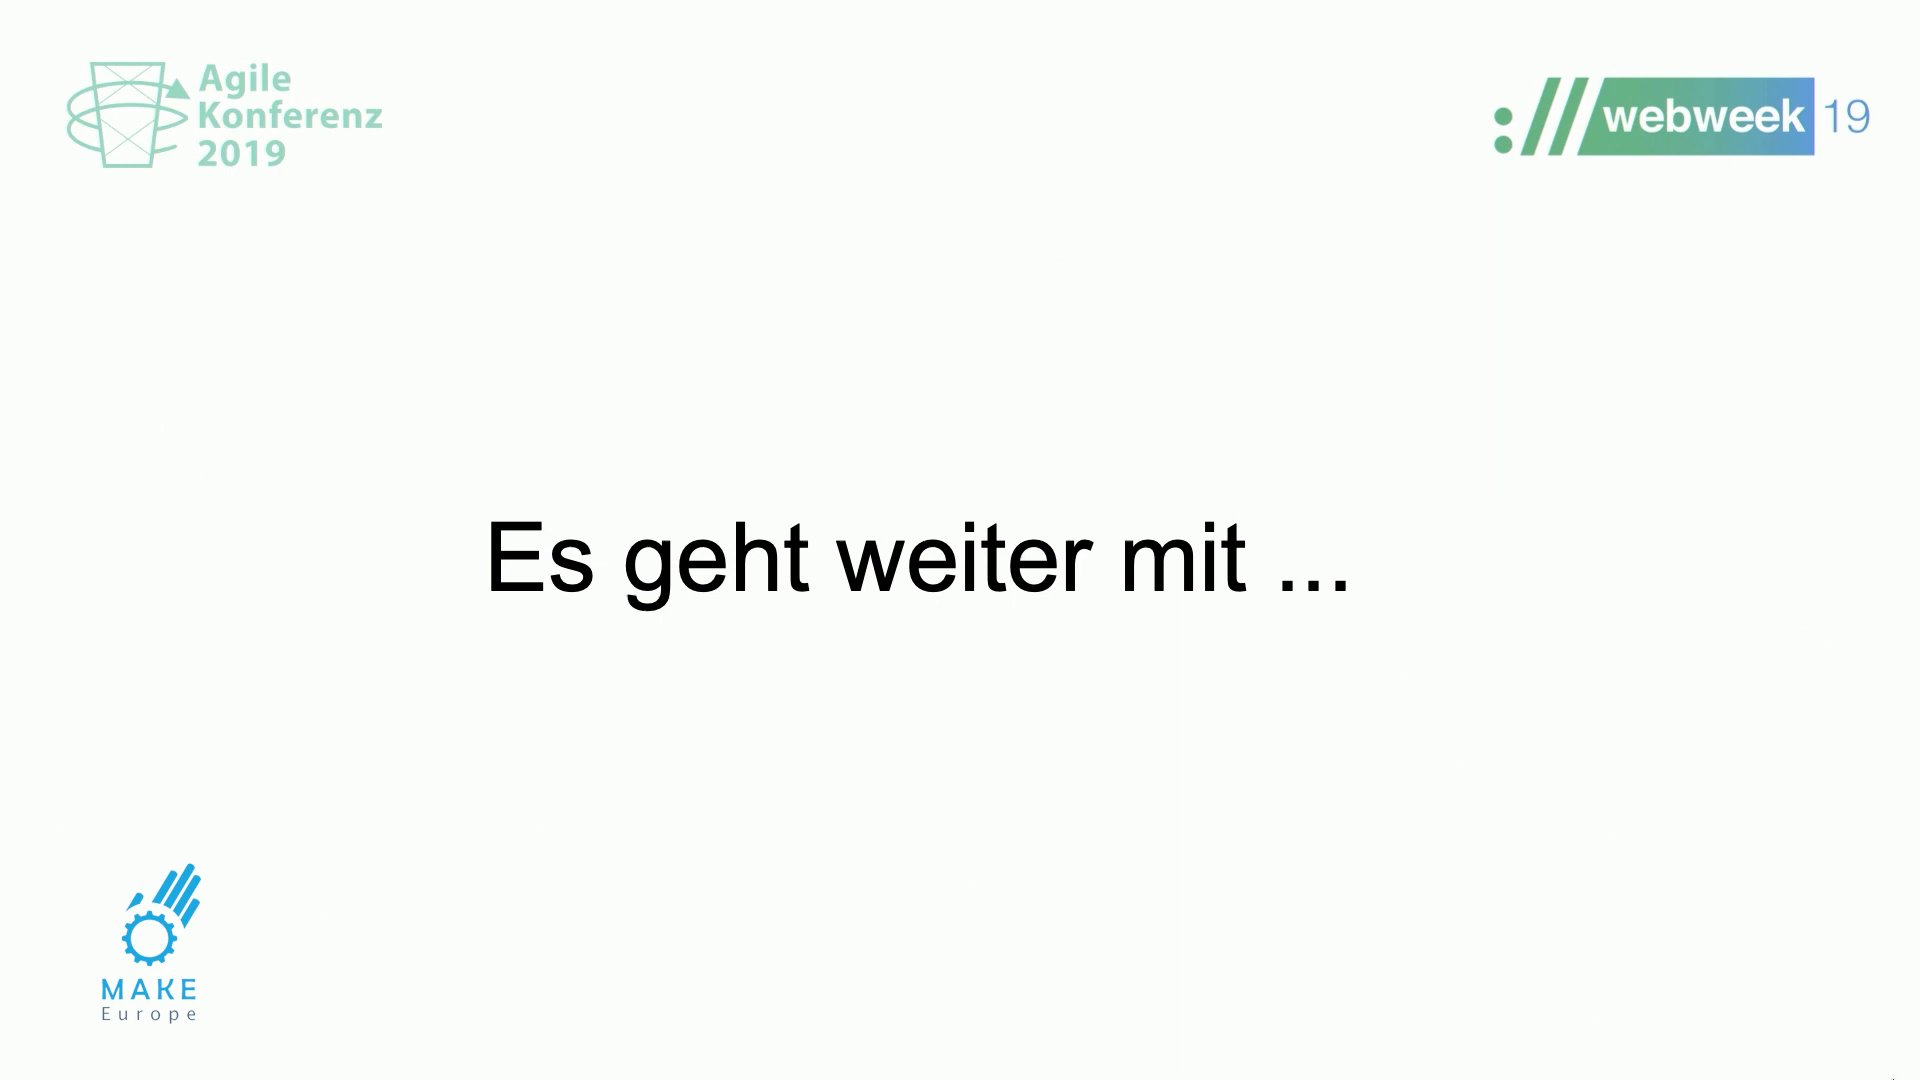 Agile
Konferenz
2019
:///webweek 19
Es geht weiter mit ...
MAKE
Europe